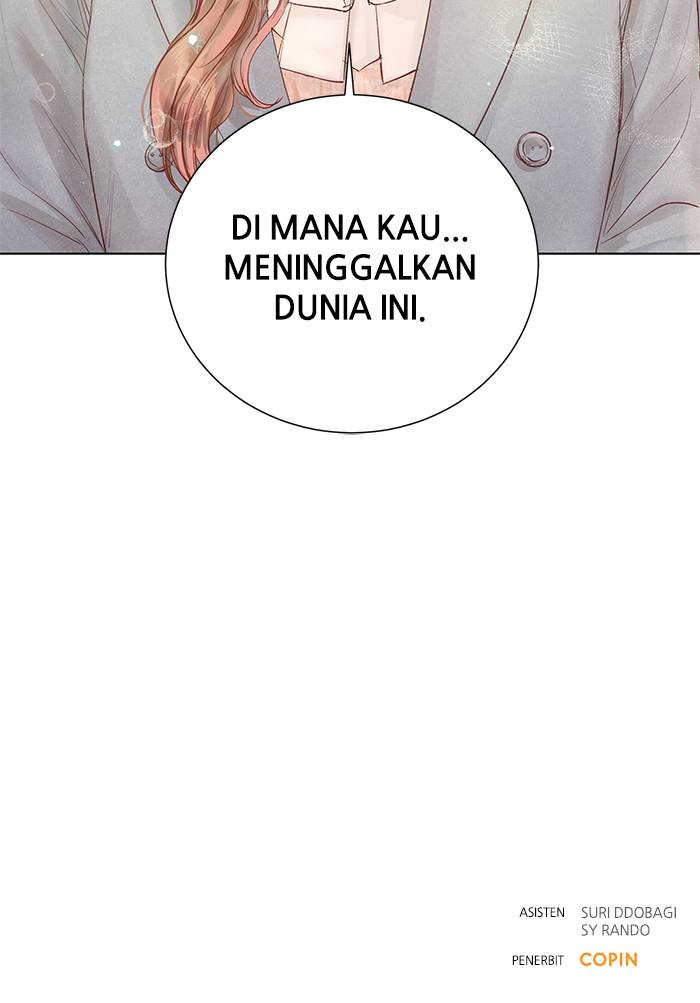 DI MANA KAU...
MENINGGALKAN
DUNIA INI.
ASISTEN SURI DDOBAGI
SY RANDO
PENERBIT COPIN